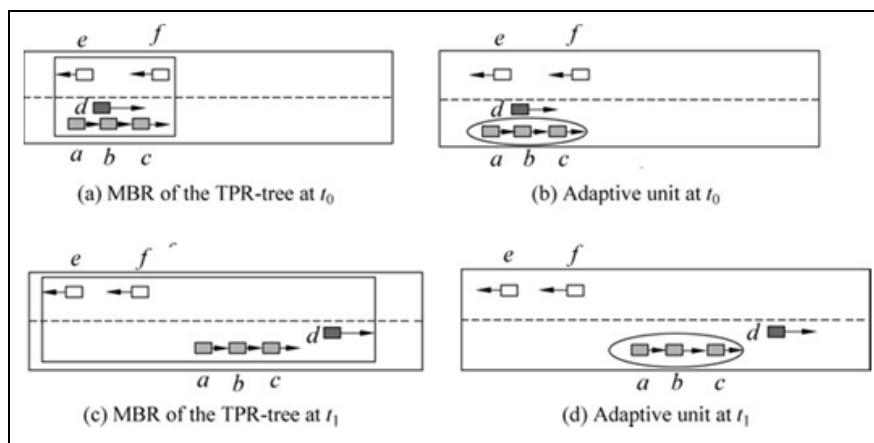 e f e f
d d
a b c a b c
(a) MBR of the TPR-tree at t0 (b) Adaptive unit at t0
e f e f
d d
a b c a b c
(c) MBR of the TPR-tree at t1 (d) Adaptive unit at t1